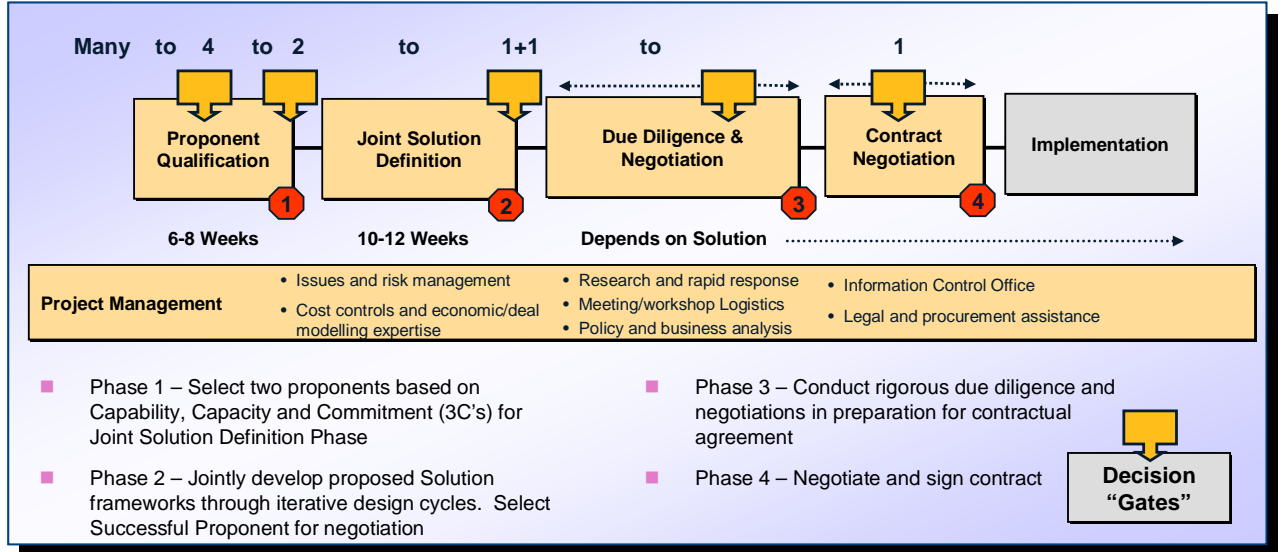 Many to 4 to 2 to 1+1 to 1
Proponent
Qualification
Joint Solution
Definition
Due Diligence &
Negotiation
Contract
Negotiation
Implementation
1
2
3
4
6-8 Weeks
10-12 Weeks
Depends on Solution
Project Management
• Issues and risk management
• Cost controls and economic/deal
modelling expertise
• Research and rapid response
• Meeting/workshop Logistics
• Policy and business analysis
• Information Control Office
• Legal and procurement assistance
Phase 1 – Select two proponents based on
Capability, Capacity and Commitment (3C's) for
Joint Solution Definition Phase
Phase 2 – Jointly develop proposed Solution
frameworks through iterative design cycles.  Select
Successful Proponent for negotiation
Phase 3 – Conduct rigorous due diligence and
negotiations in preparation for contractual
agreement
Phase 4 – Negotiate and sign contract
Decision
“Gates”